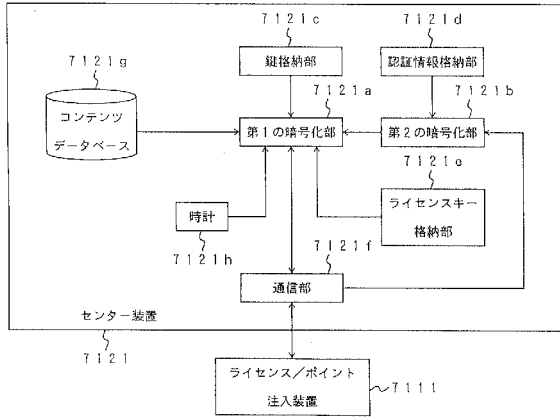 7121c
7121d
7121g
鍵格納部
認証情報格納部
7121a
7121b
コンテンツ
データベース
第1の暗号化部
第2の暗号化部
7121e
時計
ライセンスキー
格納部
7121h
7121f
通信部
センター装置
7121
ライセンス/ポイント
注入装置
7111